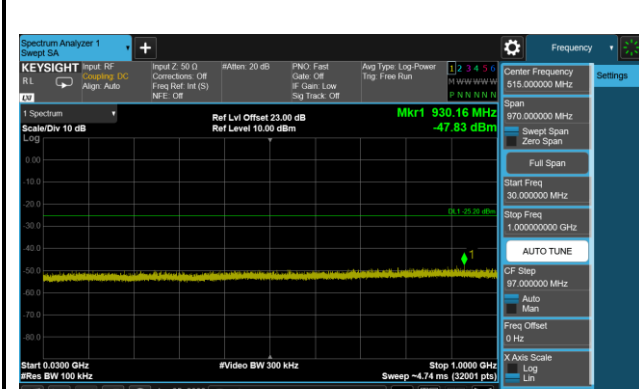 Spectrum Analyzer 1
Swept SA
Frequency
KEYSIGHT
RL
LXI
Input: RF
Coupling: DC
Align: Auto
Input Z: 50 Ω
Corrections: Off
Freq Ref: Int (S)
NFE: Off
#Atten: 20 dB
PNO: Fast
Gate: Off
IF Gain: Low
Sig Track: Off
Avg Type: Log-Power
Trig: Free Run
1 2 3 4 5 6
M W W W W W
P N N N N N
1 Spectrum
Scale/Div 10 dB
Log
Ref Lvl Offset 23.00 dB
Ref Level 10.00 dBm
Mkr1 930.16 MHz
-47.83 dBm
0.00
-10.0
-20.0
-30.0
-40.0
-50.0
-60.0
-70.0
-80.0
DL1 -25.20 dBm
1
Start 0.0300 GHz
#Res BW 100 kHz
#Video BW 300 kHz
Stop 1.0000 GHz
Sweep ~4.74 ms (32001 pts)
Center Frequency
515.000000 MHz
Settings
Span
970.000000 MHz
Swept Span
Zero Span
Full Span
Start Freq
30.000000 MHz
Stop Freq
1.000000000 GHz
AUTO TUNE
CF Step
97.000000 MHz
Auto
Man
Freq Offset
0 Hz
X Axis Scale
Log
Lin